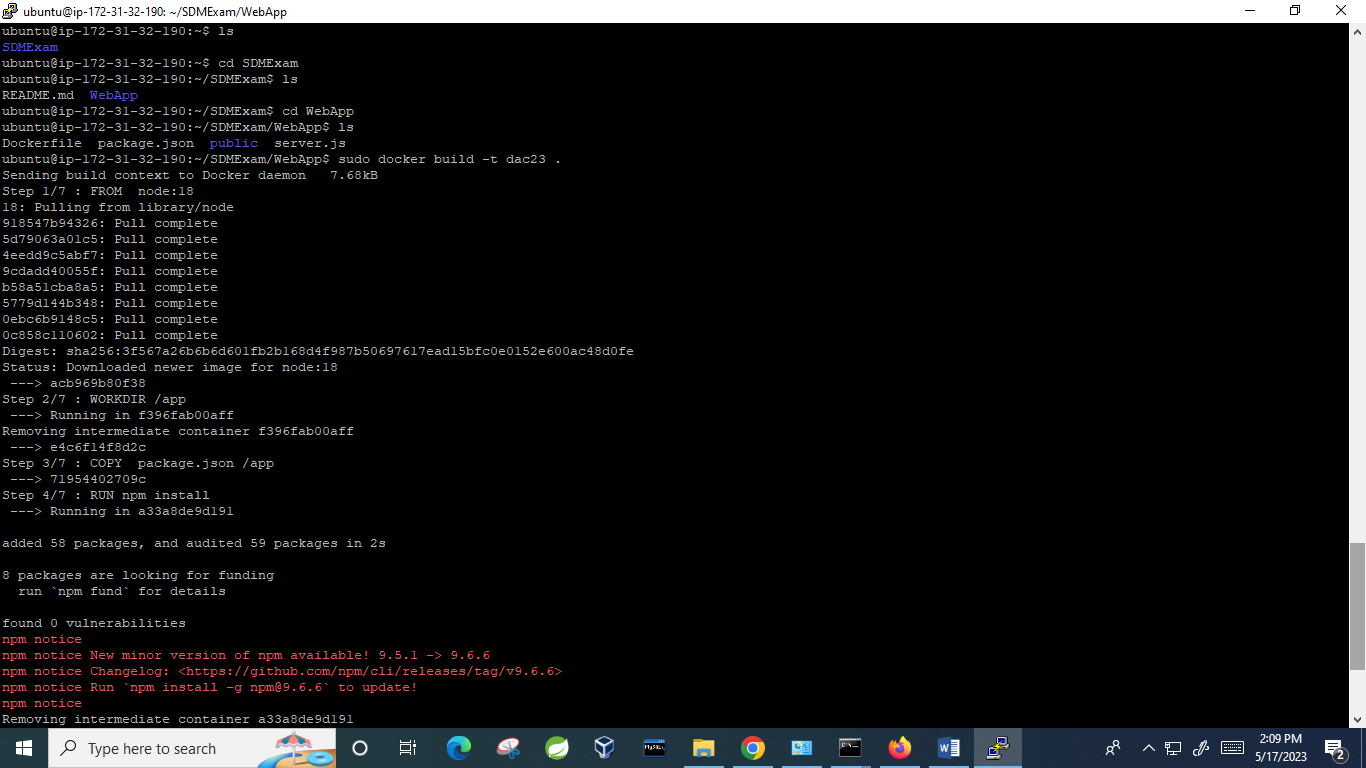 ubuntu@ip-172-31-32-190: ~/SDMExam/WebApp
ubuntu@ip-172-31-32-190:~$ ls
SDMExam
ubuntu@ip-172-31-32-190:~$ cd SDMExam
ubuntu@ip-172-31-32-190:~/SDMExam$ ls
README.md  WebApp
ubuntu@ip-172-31-32-190:~/SDMExam$ cd WebApp
ubuntu@ip-172-31-32-190:~/SDMExam/WebApp$ ls
Dockerfile  package.json  public  server.js
ubuntu@ip-172-31-32-190:~/SDMExam/WebApp$ sudo docker build -t dac23 .
Sending build context to Docker daemon   7.68kB
Step 1/7 : FROM  node:18
18: Pulling from library/node
918547b94326: Pull complete
5d79063a01c5: Pull complete
4eedd9c5abf7: Pull complete
9cdadd40055f: Pull complete
b58a51cba8a5: Pull complete
5779d144b348: Pull complete
0ebc6b9148c5: Pull complete
0c858c110602: Pull complete
Digest: sha256:3f567a26b6b6d601fb2b168d4f987b50697617ead15bfc0e0152e600ac48d0fe
Status: Downloaded newer image for node:18
 ---> acb969b80f38
Step 2/7 : WORKDIR /app
 ---> Running in f396fab00aff
Removing intermediate container f396fab00aff
 ---> e4c6f14f8d2c
Step 3/7 : COPY  package.json /app
 ---> 71954402709c
Step 4/7 : RUN npm install
 ---> Running in a33a8de9d191
added 58 packages, and audited 59 packages in 2s
8 packages are looking for funding
  run `npm fund` for details
found 0 vulnerabilities
npm notice
npm notice New minor version of npm available! 9.5.1 -> 9.6.6
npm notice Changelog: <https://github.com/npm/cli/releases/tag/v9.6.6>
npm notice Run `npm install -g npm@9.6.6` to update!
npm notice
Removing intermediate container a33a8de9d191
Type here to search
MySQL
2:09 PM
5/17/2023
2